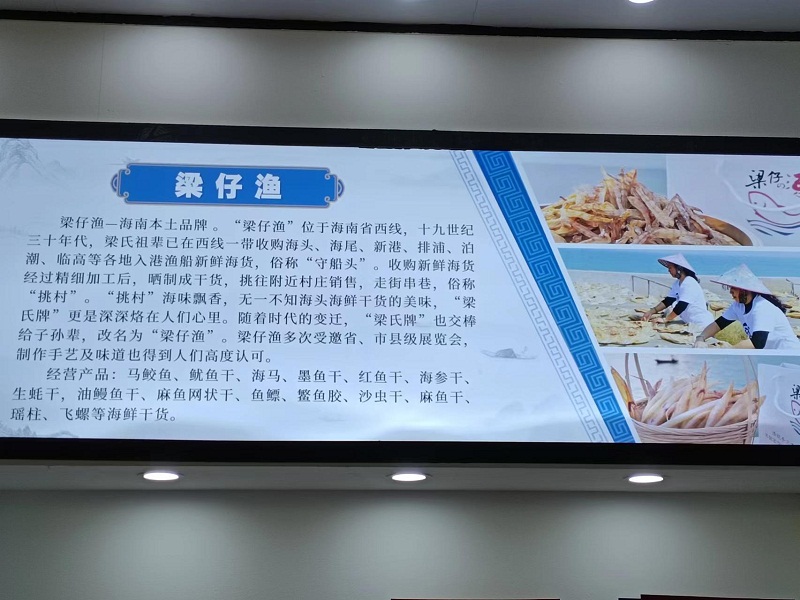 梁仔渔
梁仔渔—海南本土品牌 。“梁仔渔”位于海南省西线，十九世纪
三十年代，梁氏祖辈已在西线一带收购海头、海尾、新港、排浦、泊
潮、临高等各地入港渔船新鲜海货，俗称“守船头”。收购新鲜海货
经过精细加工后，晒制成干货，挑往附近村庄销售，走街串巷，俗称
“挑村”。“挑村”海味飘香，无一不知海头海鲜干货的美味，“梁
氏牌”更是深深烙在人们心里。随着时代的变迁，“梁氏牌”也交棒
给子孙辈，改名为“梁仔渔”。梁仔渔多次受邀省、市县级展览会，
制作手艺及味道也得到人们高度认可。
经营产品：马鲛鱼、鱿鱼干、海马、墨鱼干、红鱼干、海参干、
生蚝干，油鳗鱼干、麻鱼网状干、鱼鳔、鳘鱼胶、沙虫干、麻鱼干、
瑶柱、飞螺等海鲜干货。
梁仔の渔